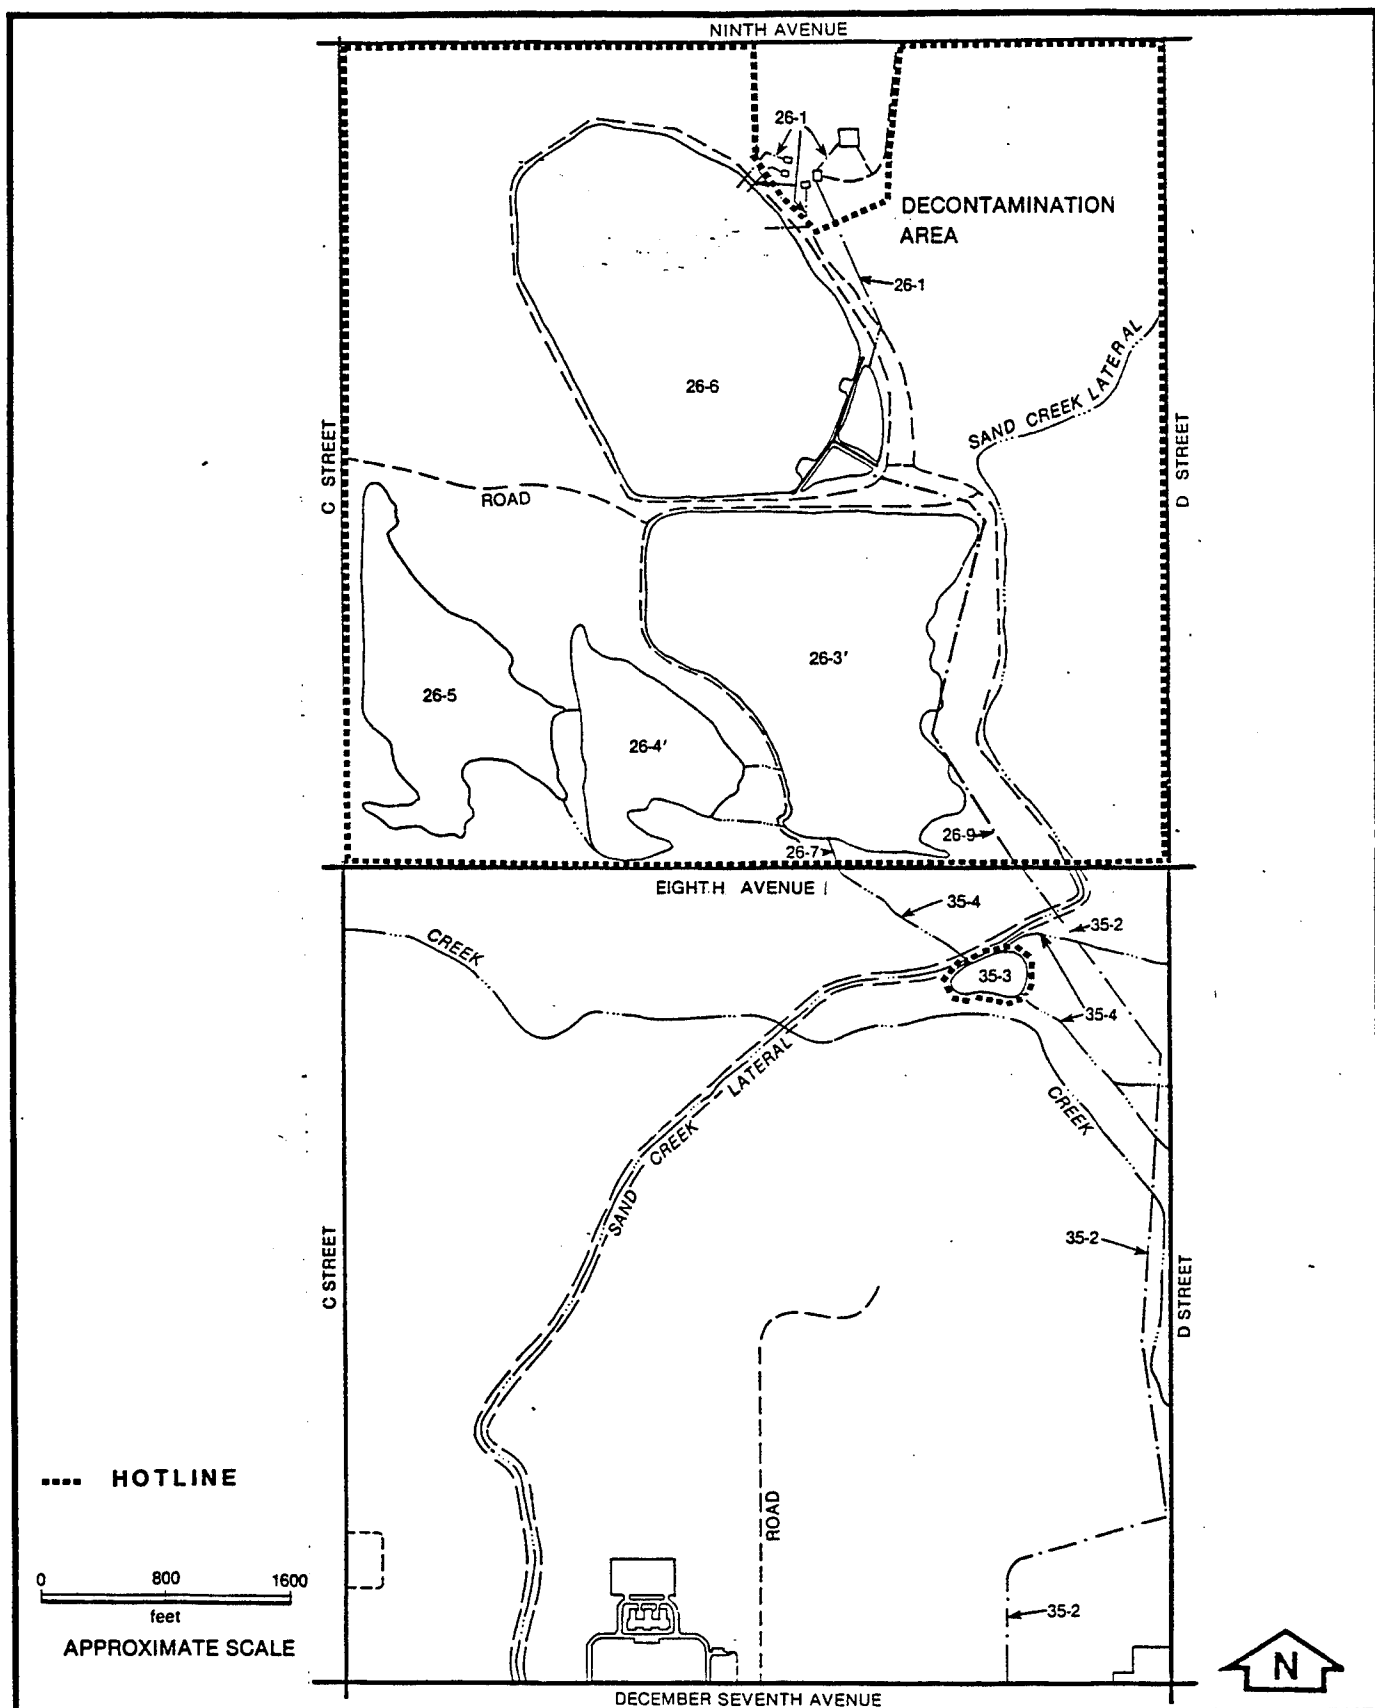 NINTH AVENUE
26-1
DECONTAMINATION
AREA
26-1
SAND CREEK LATERAL
26-6
C STREET
D STREET
ROAD
26-3'
26-5
26-4'
26-9
26-7
EIGHTH AVENUE
35-4
35-2
CREEK
35-3
35-4
SAND CREEK LATERAL
CREEK
35-2
C STREET
D STREET
HOTLINE
ROAD
0 800 1600
feet
APPROXIMATE SCALE
35-2
N
DECEMBER SEVENTH AVENUE